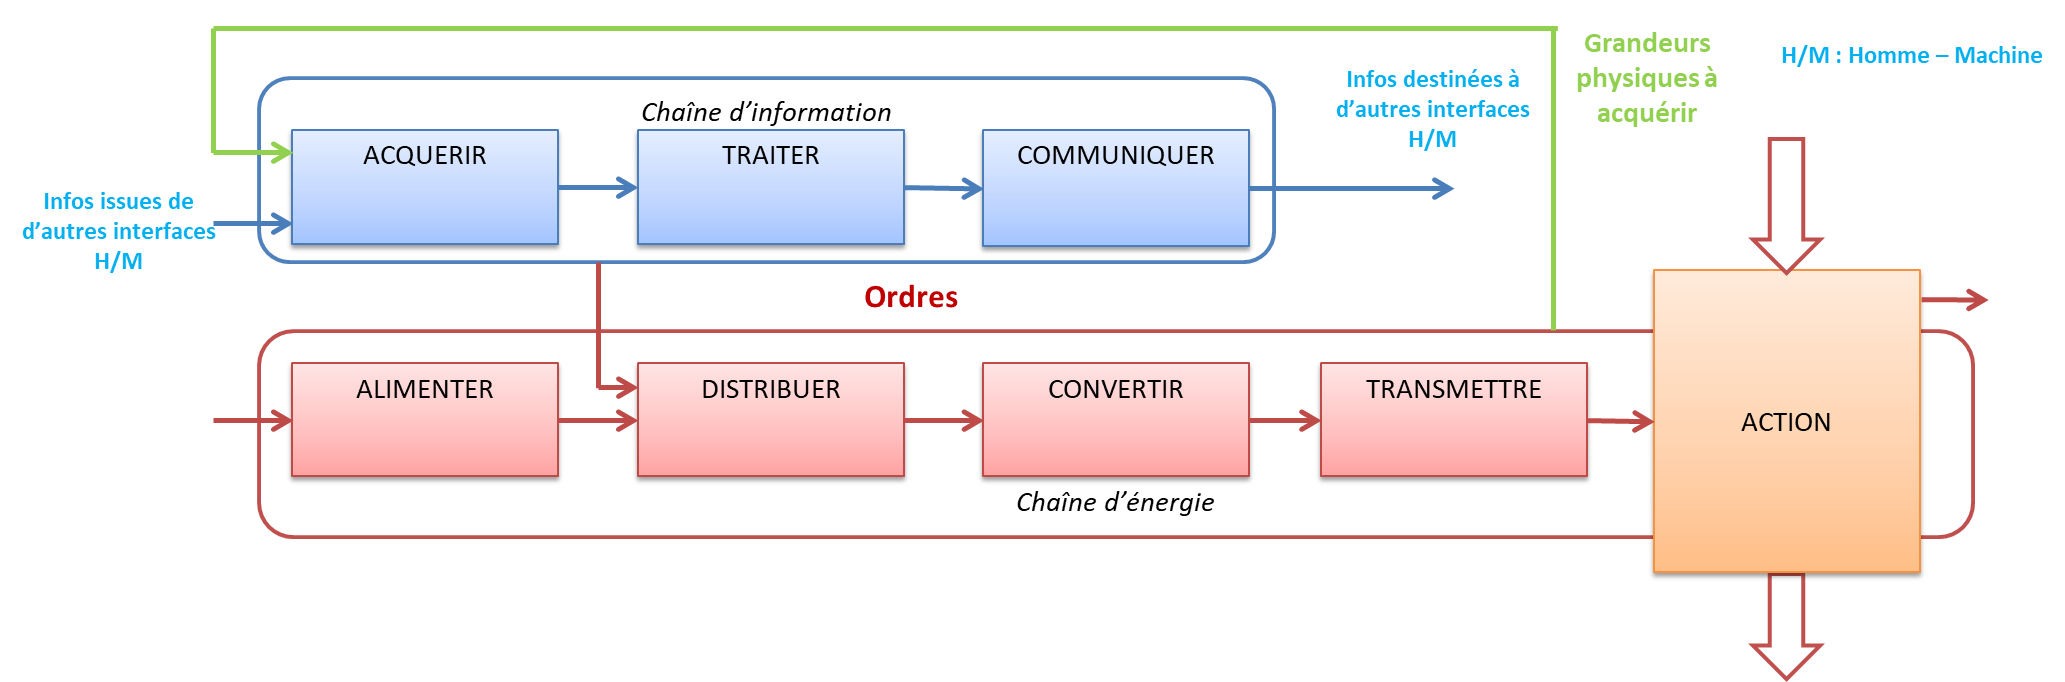 Grandeurs
physiques à
acquérir
H/M : Homme – Machine
Infos destinées à
d’autres interfaces
H/M
Chaîne d’information
ACQUERIR
TRAITER
COMMUNIQUER
Infos issues de
d’autres interfaces
H/M
Ordres
ALIMENTER
DISTRIBUER
CONVERTIR
TRANSMETTRE
ACTION
Chaîne d’énergie